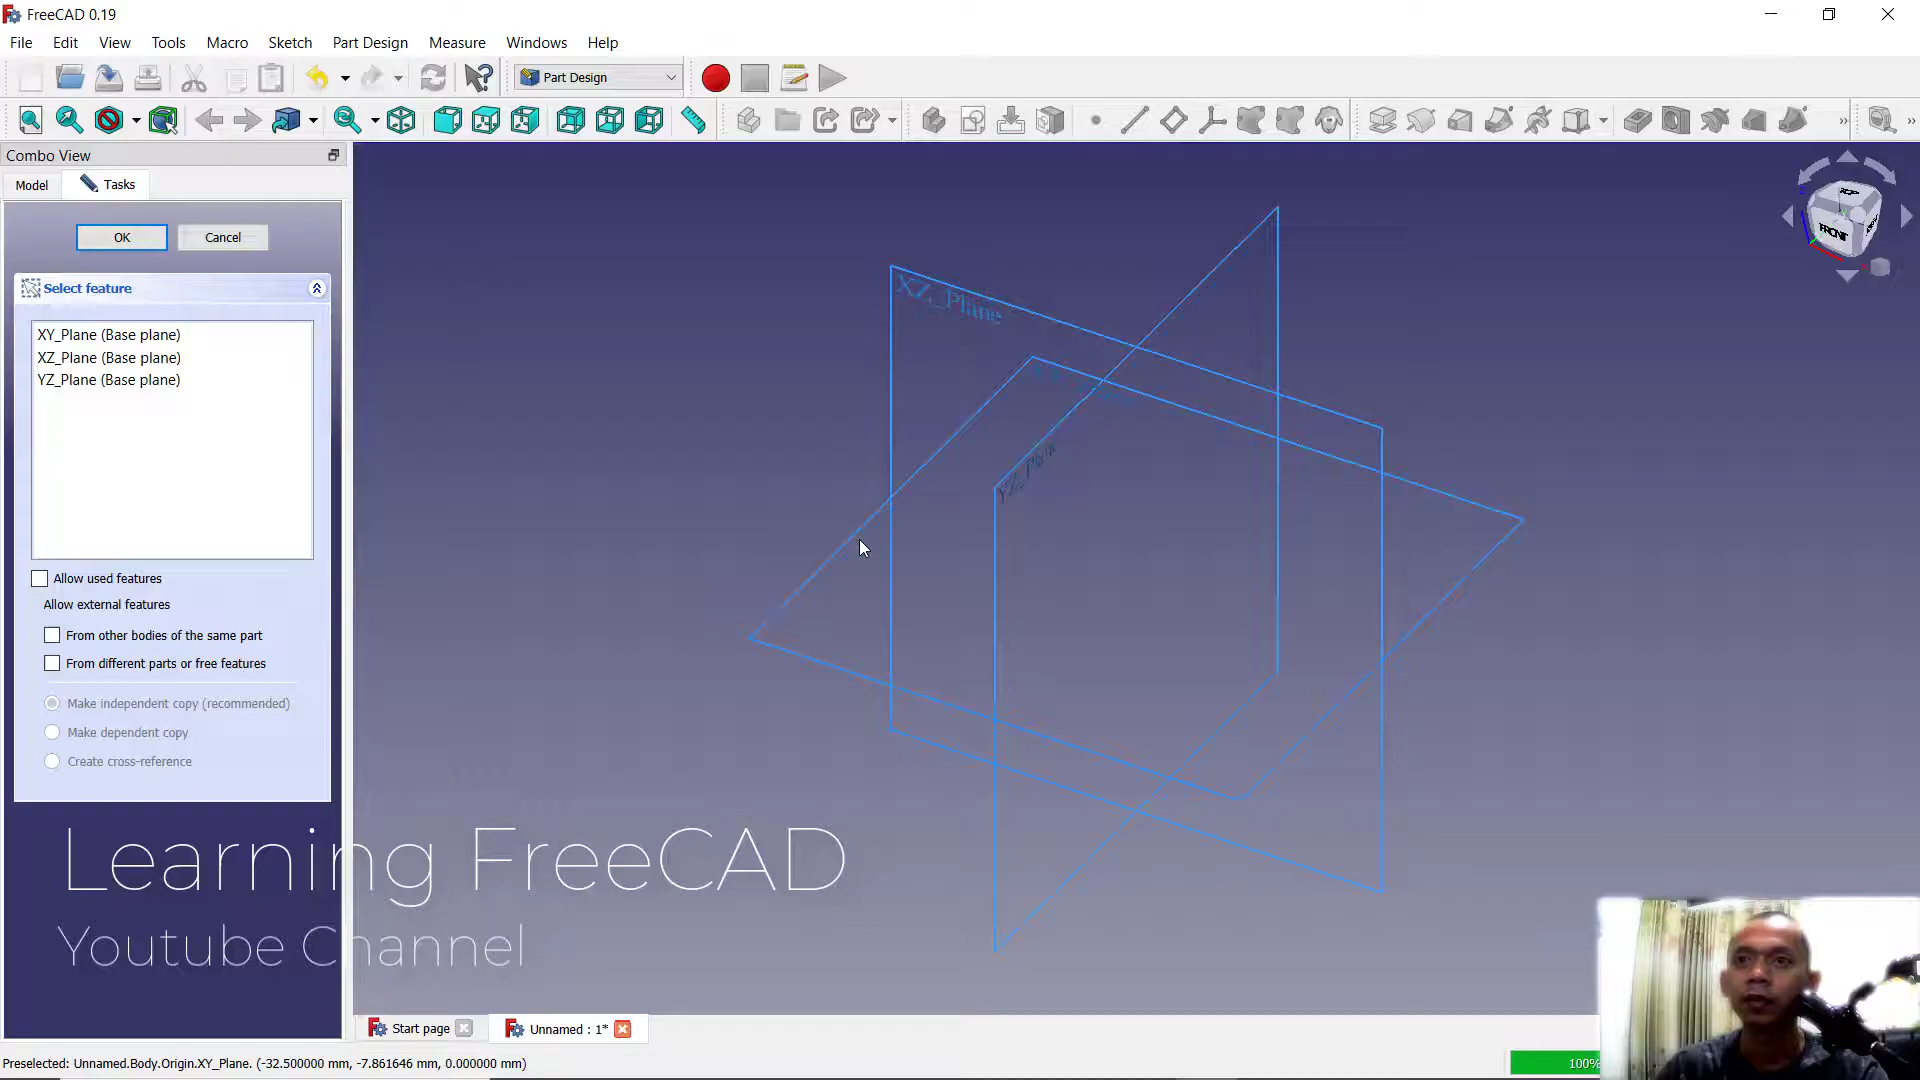 FreeCAD 0.19
File Edit View Tools Macro Sketch Part Design Measure Windows Help
Part Design
Combo View
Model Tasks
OK Cancel
Select feature
XY_Plane (Base plane)
XZ_Plane (Base plane)
YZ_Plane (Base plane)
Allow used features
Allow external features
From other bodies of the same part
From different parts or free features
Make independent copy (recommended)
Make dependent copy
Create cross-reference
XZ_Plane
YZ_Plane
TOP
FRONT
Learning FreeCAD
Youtube Channel
Start page Unnamed : 1*
Preselected: Unnamed.Body.Origin.XY_Plane. (-32.500000 mm, -7.861646 mm, 0.000000 mm)
100%